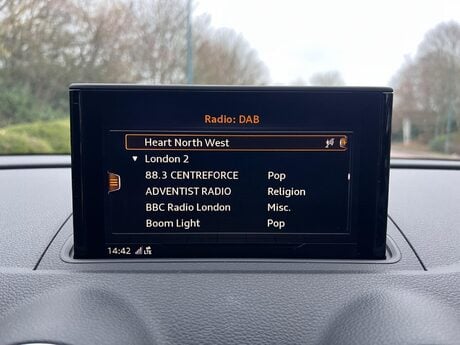 Radio: DAB
Heart North West
▼ London 2
88.3 CENTREFORCE Pop
ADVENTIST RADIO Religion
BBC Radio London Misc.
Boom Light Pop
14:42 LTE